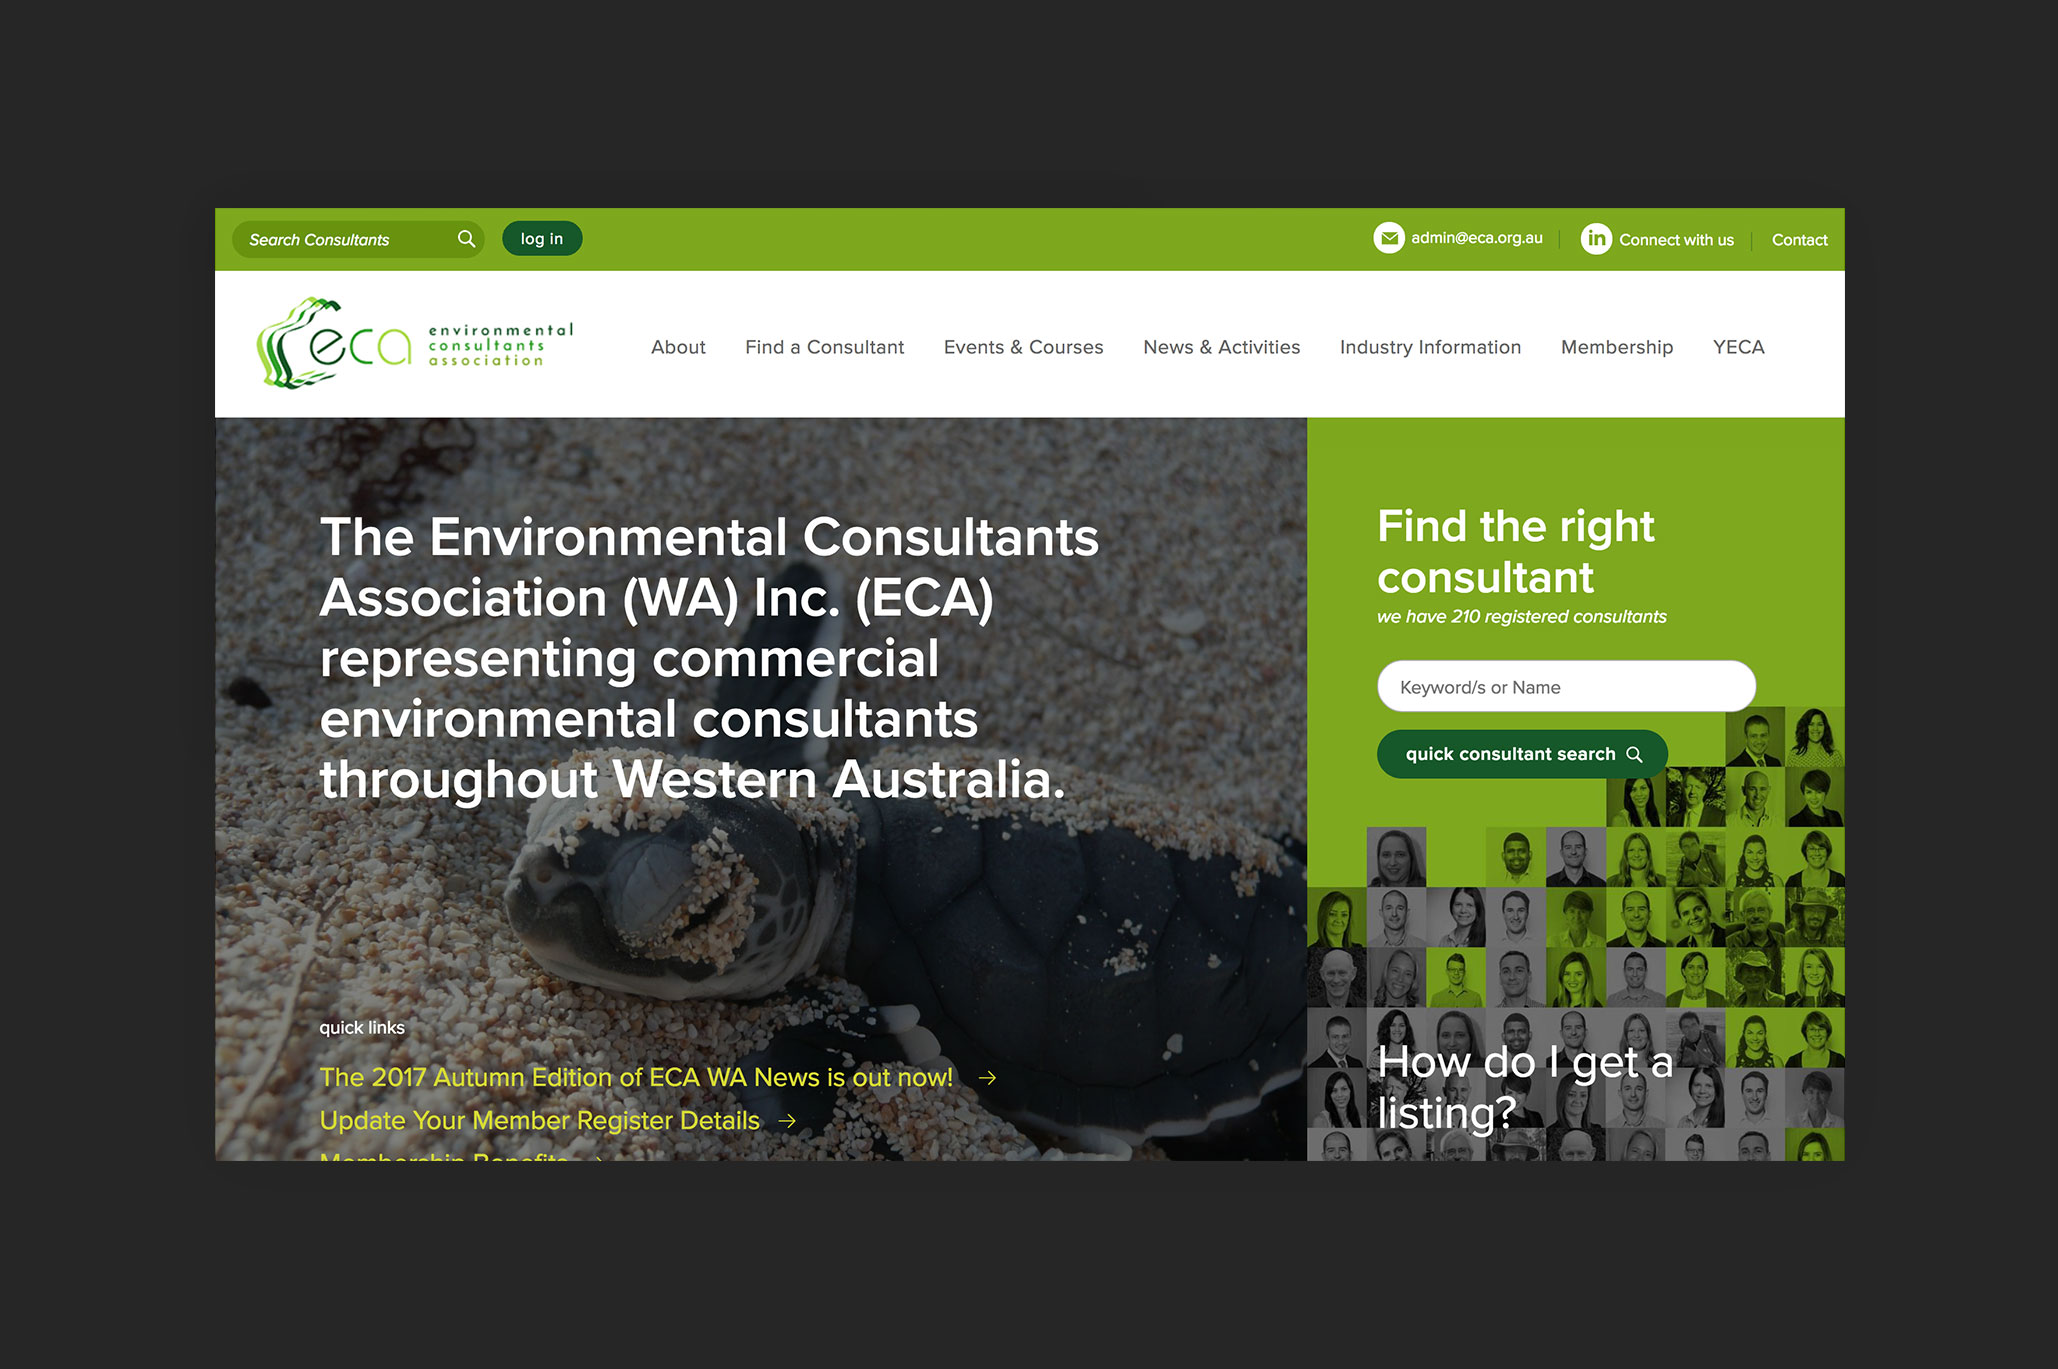 Search Consultants
log in
admin@eca.org.au
in Connect with us
Contact
eca
environmental
consultants
association
About
Find a Consultant
Events & Courses
News & Activities
Industry Information
Membership
YECA
The Environmental Consultants
Association (WA) Inc. (ECA)
representing commercial
environmental consultants
throughout Western Australia.
quick links
The 2017 Autumn Edition of ECA WA News is out now! →
Update Your Member Register Details →
Membership Benefits →
Find the right
consultant
we have 210 registered consultants
Keyword/s or Name
quick consultant search
How do I get a
listing?